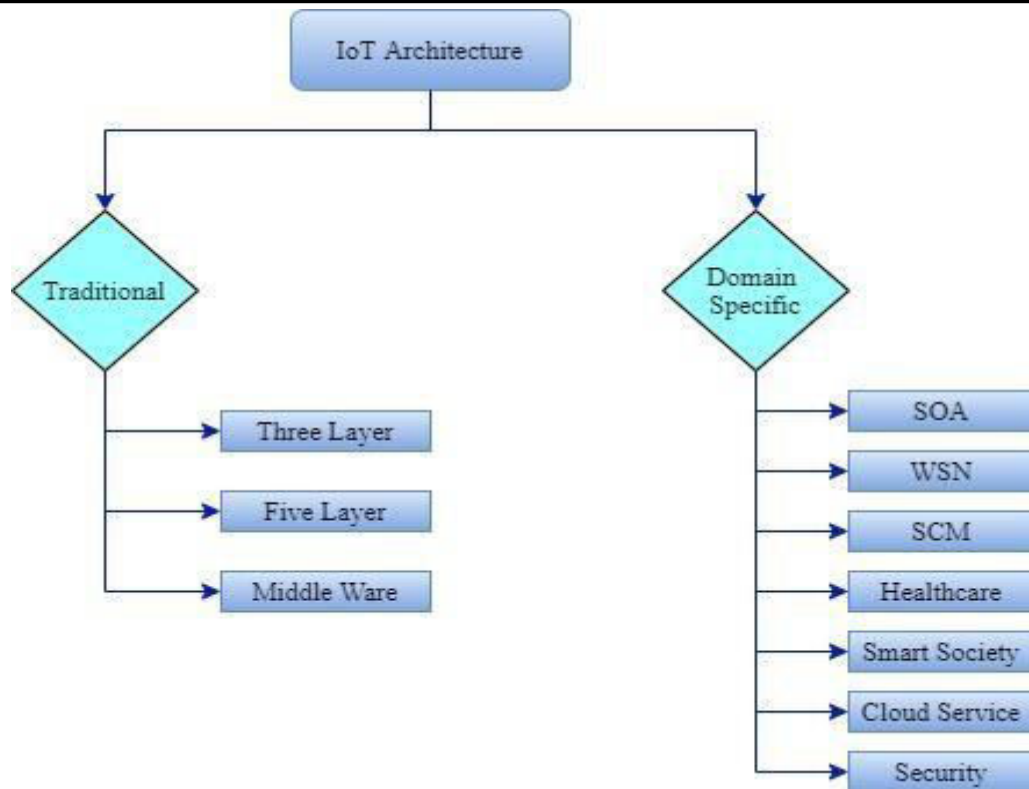 IoT Architecture
Traditional
Three Layer
Five Layer
Middle Ware
Domain
Specific
SOA
WSN
SCM
Healthcare
Smart Society
Cloud Service
Security